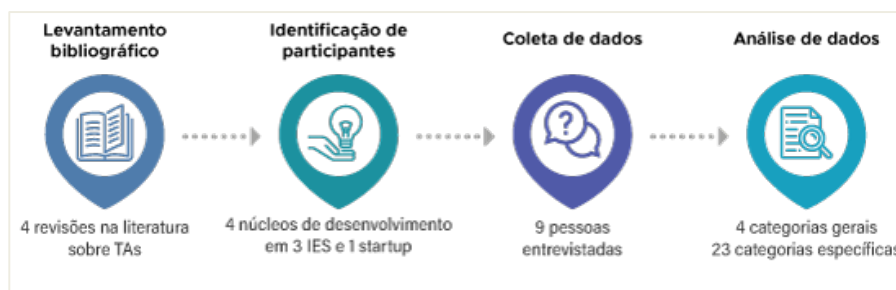 Levantamento
bibliográfico
4 revisões na literatura
sobre TAs
Identificação de
participantes
4 núcleos de desenvolvimento
em 3 IES e 1 startup
Coleta de dados
?
9 pessoas
entrevistadas
Análise de dados
4 categorias gerais
23 categorias específicas